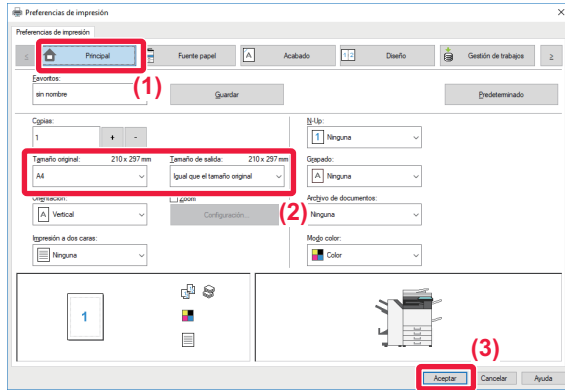 Preferencias de impresión
Preferencias de impresión
Principal
Fuente papel
Acabado
Diseño
Gestión de trabajos
(1)
Favoritos:
sin nombre
Guardar
Predeterminado
Copias:
N-Up:
1
+ -
1 Ninguna
Tamaño original: 210 x 297 mm
Tamaño de salida: 210 x 297 mm
Grapado:
A4
Igual que el tamaño original
A Ninguna
(2)
Orientación:
Zoom
Archivo de documentos:
A Vertical
Configuración...
Ninguna
Impresión a dos caras:
Modo color:
Ninguna
Color
1
(3)
Aceptar
Cancelar
Ayuda